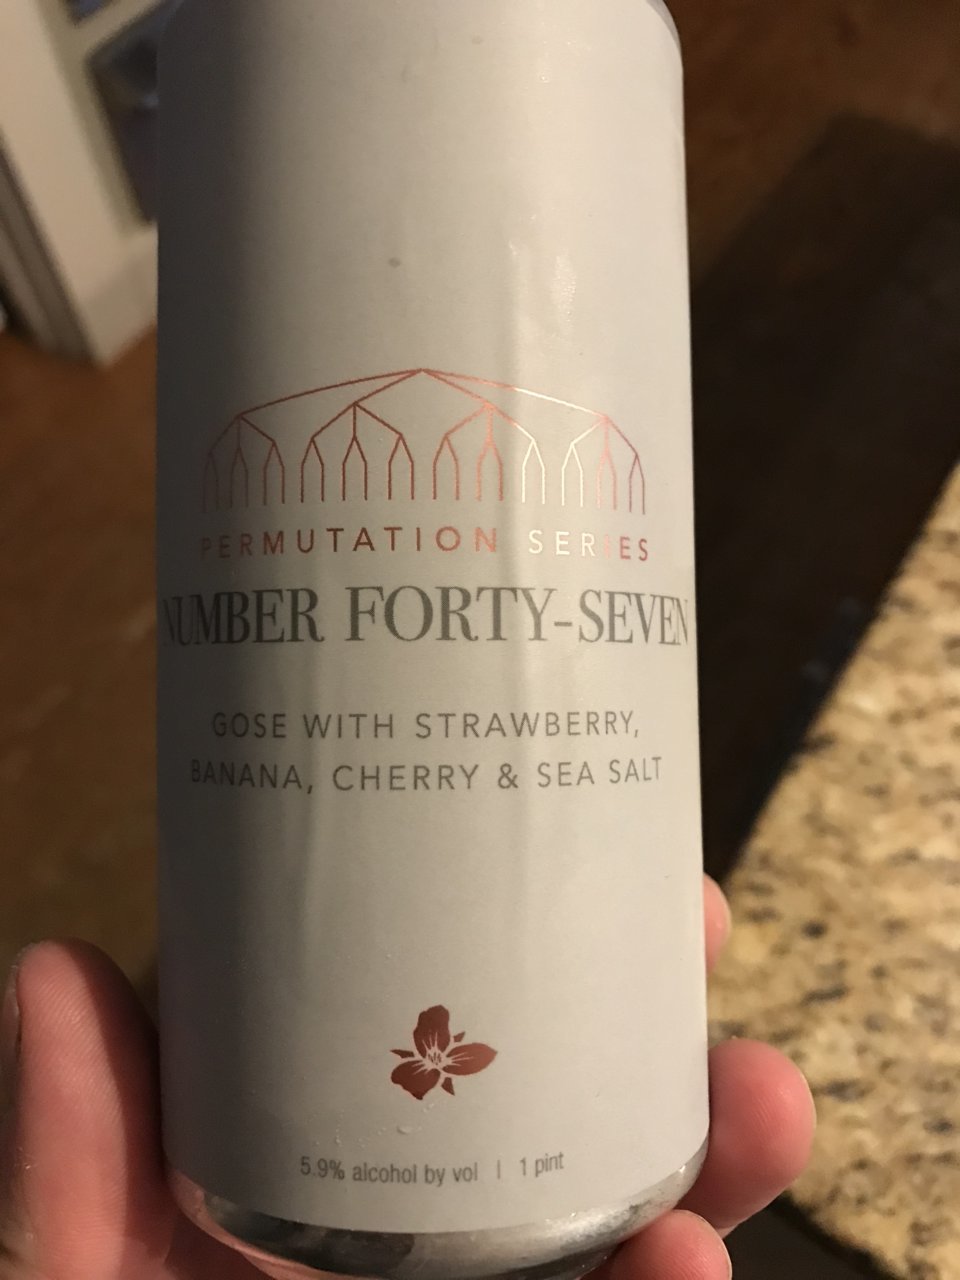 PERMUTATION SERIES
NUMBER FORTY-SEVEN
GOSE WITH STRAWBERRY,
BANANA, CHERRY & SEA SALT
5.9% alcohol by vol | 1 pint